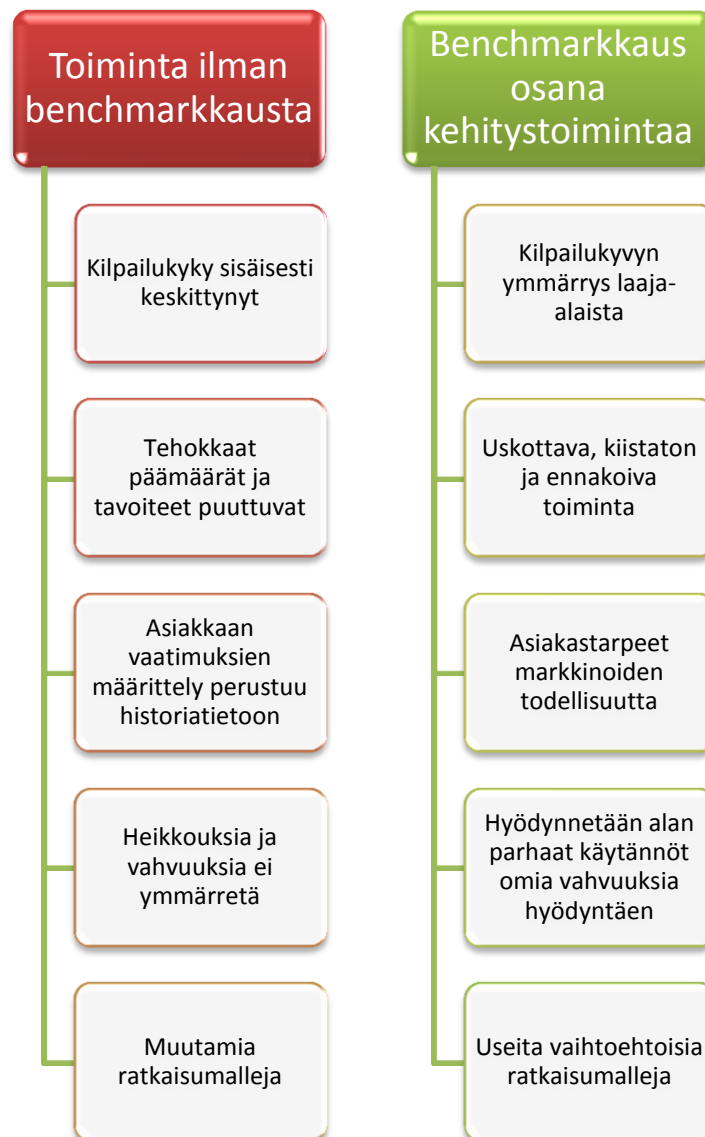 Toiminta ilman
benchmarkkausta
Kilpailukyky sisäisesti
keskittynyt
Tehokkaat
päämäärät ja
tavoiteet puuttuvat
Asiakkaan
vaatimuksien
määrittely perustuu
historiatietoon
Heikkouksia ja
vahvuuksia ei
ymmärretä
Muutamia
ratkaisumalleja
Benchmarkkaus
osana
kehitystoimintaa
Kilpailukyvyn
ymmärrys laaja-
alaista
Uskottava, kiistaton
ja ennakoiva
toiminta
Asiakastarpeet
markkinoiden
todellisuutta
Hyödynnetään alan
parhaat käytännöt
omia vahvuuksia
hyödyntäen
Useita vaihtoehtoisia
ratkaisumalleja